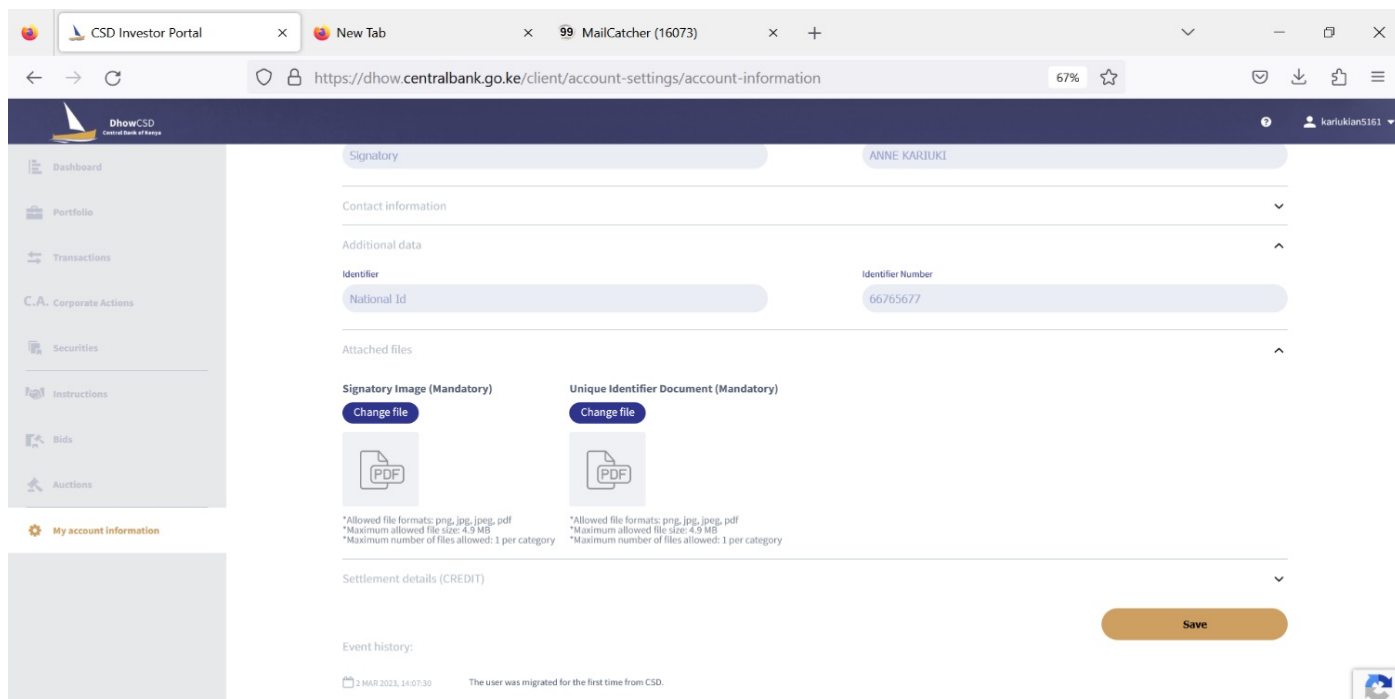 CSD Investor Portal
New Tab
99 MailCatcher (16073)
https://dhow.centralbank.go.ke/client/account-settings/account-information
67%
DhowCSD
Central Bank of Kenya
kariukian5161
Dashboard
Portfolio
Transactions
C.A. Corporate Actions
Securities
Instructions
Bids
Auctions
My account information
Signatory
ANNE KARIUKI
Contact information
Additional data
Identifier
Identifier Number
National Id
66765677
Attached files
Signatory Image (Mandatory)
Unique Identifier Document (Mandatory)
Change file
Change file
PDF
PDF
*Allowed file formats: png, jpg, jpeg, pdf
*Maximum allowed file size: 4.9 MB
*Maximum number of files allowed: 1 per category
*Allowed file formats: png, jpg, jpeg, pdf
*Maximum allowed file size: 4.9 MB
*Maximum number of files allowed: 1 per category
Settlement details (CREDIT)
Save
Event history:
2 MAR 2023, 14:07:30
The user was migrated for the first time from CSD.